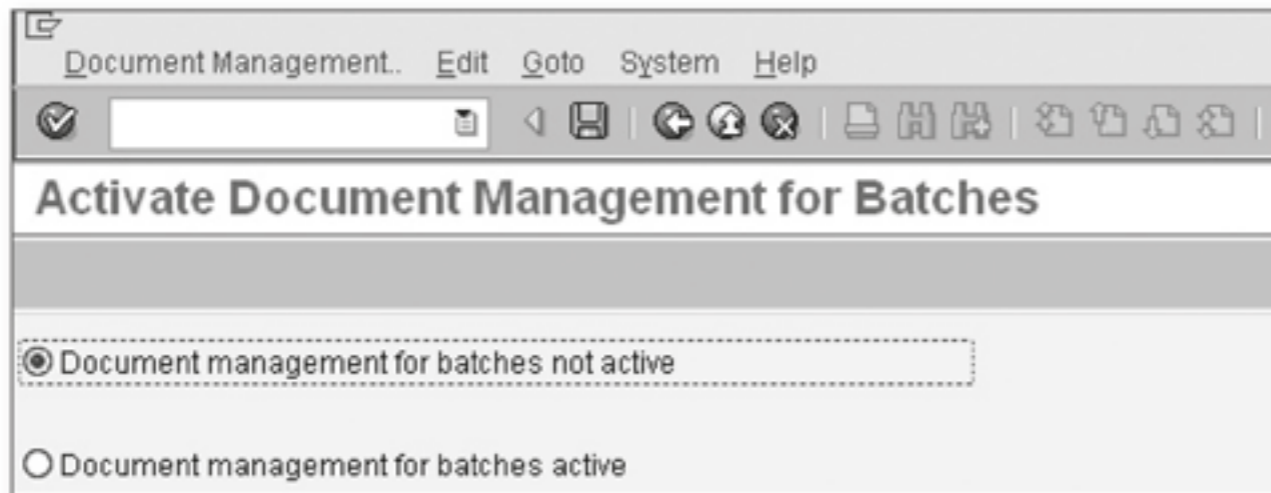 Document Management.. Edit Goto System Help
Activate Document Management for Batches
Document management for batches not active
Document management for batches active